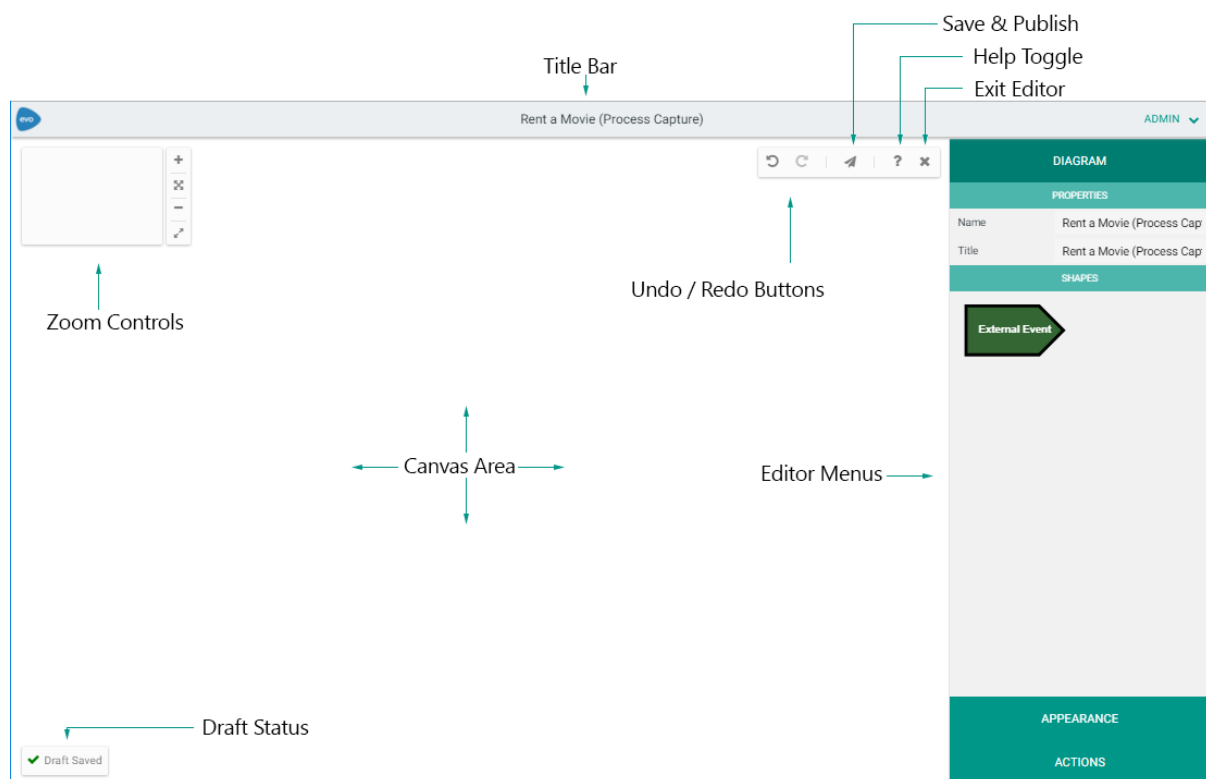 Save & Publish
Help Toggle
Title Bar
Exit Editor
evo
Rent a Movie (Process Capture)
ADMIN
DIAGRAM
PROPERTIES
Name Rent a Movie (Process Cap
Title Rent a Movie (Process Cap
SHAPES
Undo / Redo Buttons
Zoom Controls
External Event
Canvas Area
Editor Menus
Draft Status
APPEARANCE
Draft Saved
ACTIONS